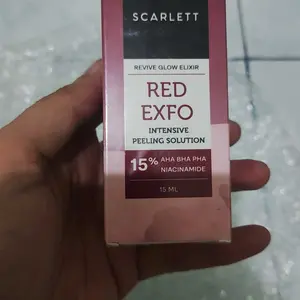 SCARLETT
REVIVE GLOW ELIXIR
RED
EXFO
INTENSIVE
PEELING SOLUTION
15% AHA BHA PHA
NIACINAMIDE
15 ML